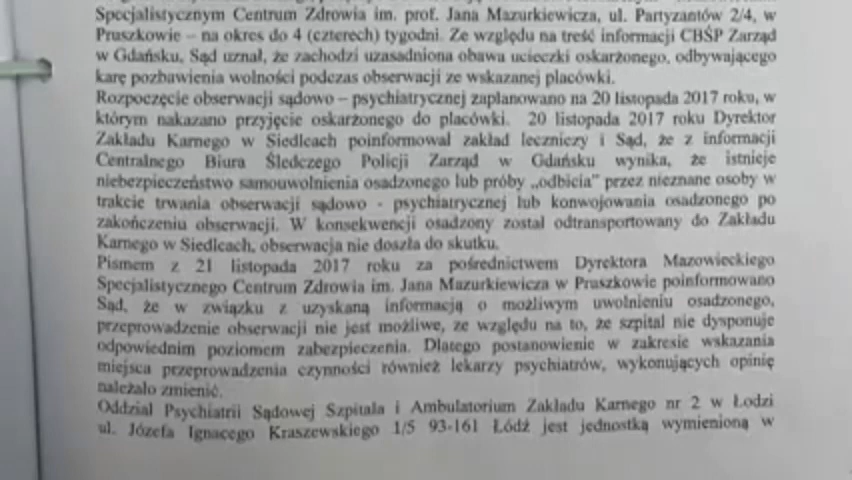 Specjalistycznym Centrum Zdrowia im. prof. Jana Mazurkiewicza, ul. Partyzantów 2/4, w
Pruszkowie – na okres do 4 (czterech) tygodni. Ze względu na treść informacji CBŚP Zarząd
w Gdańsku, Sąd uznał, że zachodzi uzasadniona obawa ucieczki oskarżonego, odbywającego
karę pozbawienia wolności podczas obserwacji ze wskazanej placówki.
Rozpoczęcie obserwacji sądowo – psychiatrycznej zaplanowano na 20 listopada 2017 roku, w
którym nakazano przyjęcie oskarżonego do placówki. 20 listopada 2017 roku Dyrektor
Zakładu Karnego w Siedlcach poinformował zakład leczniczy i Sąd, że z informacji
Centralnego Biura Śledczego Policji Zarząd w Gdańsku wynika, że istnieje
niebezpieczeństwo samouwolnienia osadzonego lub próby „odbicia” przez nieznane osoby w
trakcie trwania obserwacji sądowo - psychiatrycznej lub konwojowania osadzonego po
zakończeniu obserwacji. W konsekwencji osadzony został odtransportowany do Zakładu
Karnego w Siedlcach, obserwacja nie doszła do skutku.
Pismem z 21 listopada 2017 roku za pośrednictwem Dyrektora Mazowieckiego
Specjalistycznego Centrum Zdrowia im. Jana Mazurkiewicza w Pruszkowie poinformowano
Sąd, że w związku z uzyskaną informacją o możliwym uwolnieniu osadzonego,
przeprowadzenie obserwacji nie jest możliwe, ze względu na to, że szpital nie dysponuje
odpowiednim poziomem zabezpieczenia. Dlatego postanowienie w zakresie wskazania
miejsca przeprowadzenia czynności również lekarzy psychiatrów, wykonujących opinię
należało zmienić.
Oddział Psychiatrii Sądowej Szpitala i Ambulatorium Zakładu Karnego nr 2 w Łodzi
ul. Józefa Ignacego Kraszewskiego 1/5 93-161 Łódź jest jednostką wymienioną w